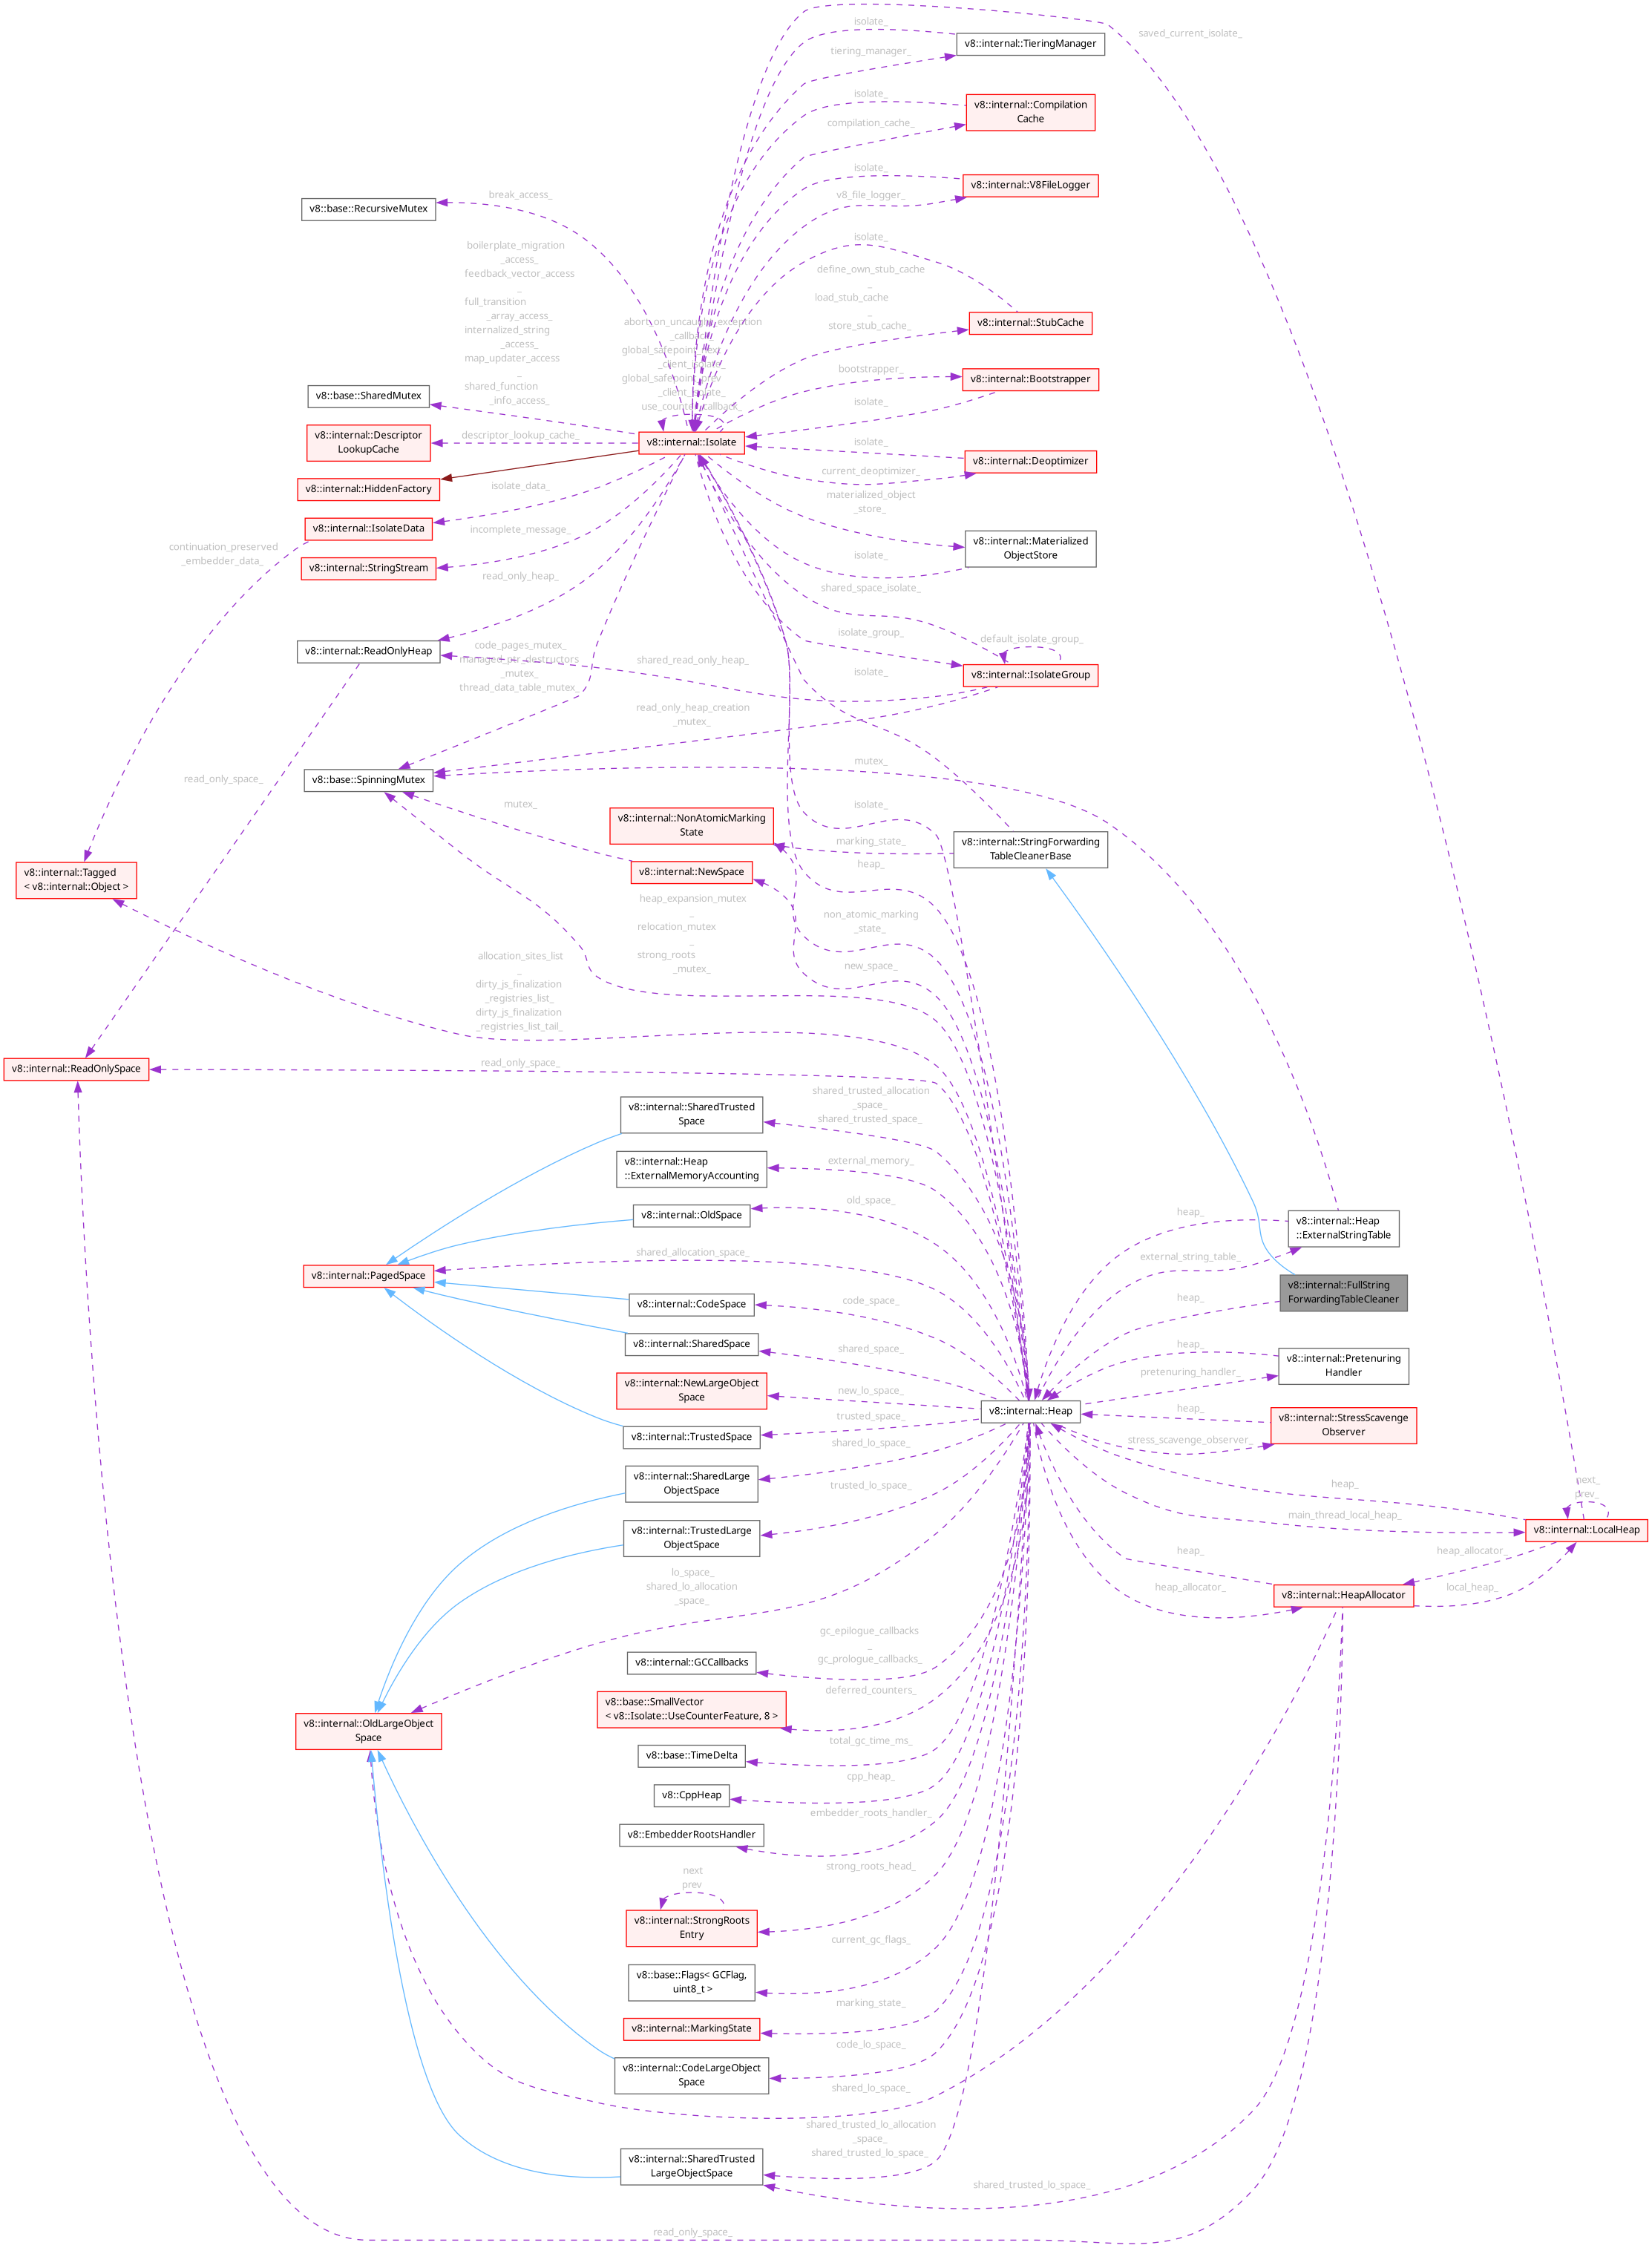 saved_current_isolate_
isolate_
v8::internal::TieringManager
tiering_manager_
isolate_
v8::internal::Compilation
Cache
compilation_cache_
isolate_
v8::internal::V8FileLogger
v8_file_logger_
break_access_
v8::base::RecursiveMutex
isolate_
boilerplate_migration
_access_
feedback_vector_access
_
full_transition
_array_access_
internalized_string
_access_
map_updater_access
_
shared_function
_info_access_
define_own_stub_cache
_
load_stub_cache
_
store_stub_cache_
v8::internal::StubCache
abort_on_uncaught_exception
_callback_
global_safepoint_next
_client_isolate_
global_safepoint_prev
_client_isolate_
use_counter_callback_
bootstrapper_
v8::internal::Bootstrapper
isolate_
v8::base::SharedMutex
v8::internal::Descriptor
LookupCache
descriptor_lookup_cache_
v8::internal::Isolate
isolate_
v8::internal::Deoptimizer
current_deoptimizer_
v8::internal::HiddenFactory
isolate_data_
materialized_object
_store_
v8::internal::IsolateData
incomplete_message_
v8::internal::Materialized
ObjectStore
isolate_
continuation_preserved
_embedder_data_
v8::internal::StringStream
read_only_heap_
shared_space_isolate_
isolate_group_
default_isolate_group_
v8::internal::ReadOnlyHeap
code_pages_mutex_
managed_ptr_destructors
_mutex_
thread_data_table_mutex_
shared_read_only_heap_
isolate_
v8::internal::IsolateGroup
read_only_heap_creation
_mutex_
read_only_space_
v8::base::SpinningMutex
mutex_
mutex_
isolate_
v8::internal::NonAtomicMarking
State
marking_state_
v8::internal::StringForwarding
TableCleanerBase
heap_
v8::internal::Tagged
< v8::internal::Object >
v8::internal::NewSpace
heap_expansion_mutex
_
relocation_mutex
_
strong_roots
_mutex_
non_atomic_marking
_state_
new_space_
allocation_sites_list
_
dirty_js_finalization
_registries_list_
dirty_js_finalization
_registries_list_tail_
v8::internal::ReadOnlySpace
read_only_space_
v8::internal::SharedTrusted
Space
shared_trusted_allocation
_space_
shared_trusted_space_
v8::internal::Heap
::ExternalMemoryAccounting
external_memory_
v8::internal::OldSpace
old_space_
heap_
v8::internal::Heap
::ExternalStringTable
external_string_table_
shared_allocation_space_
v8::internal::PagedSpace
v8::internal::FullString
ForwardingTableCleaner
heap_
v8::internal::CodeSpace
code_space_
v8::internal::SharedSpace
shared_space_
heap_
v8::internal::Pretenuring
Handler
pretenuring_handler_
v8::internal::NewLargeObject
Space
new_lo_space_
v8::internal::Heap
heap_
v8::internal::StressScavenge
Observer
stress_scavenge_observer_
v8::internal::TrustedSpace
trusted_space_
shared_lo_space_
v8::internal::SharedLarge
ObjectSpace
trusted_lo_space_
heap_
next_
prev_
main_thread_local_heap_
v8::internal::LocalHeap
v8::internal::TrustedLarge
ObjectSpace
heap_
heap_allocator_
lo_space_
shared_lo_allocation
_space_
heap_allocator_
v8::internal::HeapAllocator
local_heap_
gc_epilogue_callbacks
_
gc_prologue_callbacks_
v8::internal::GCCallbacks
deferred_counters_
v8::base::SmallVector
< v8::Isolate::UseCounterFeature, 8 >
v8::internal::OldLargeObject
Space
total_gc_time_ms_
v8::base::TimeDelta
cpp_heap_
v8::CppHeap
embedder_roots_handler_
v8::EmbedderRootsHandler
strong_roots_head_
next
prev
v8::internal::StrongRoots
Entry
current_gc_flags_
v8::base::Flags< GCFlag,
uint8_t >
marking_state_
v8::internal::MarkingState
code_lo_space_
v8::internal::CodeLargeObject
Space
shared_lo_space_
shared_trusted_lo_allocation
_space_
shared_trusted_lo_space_
v8::internal::SharedTrusted
LargeObjectSpace
shared_trusted_lo_space_
read_only_space_